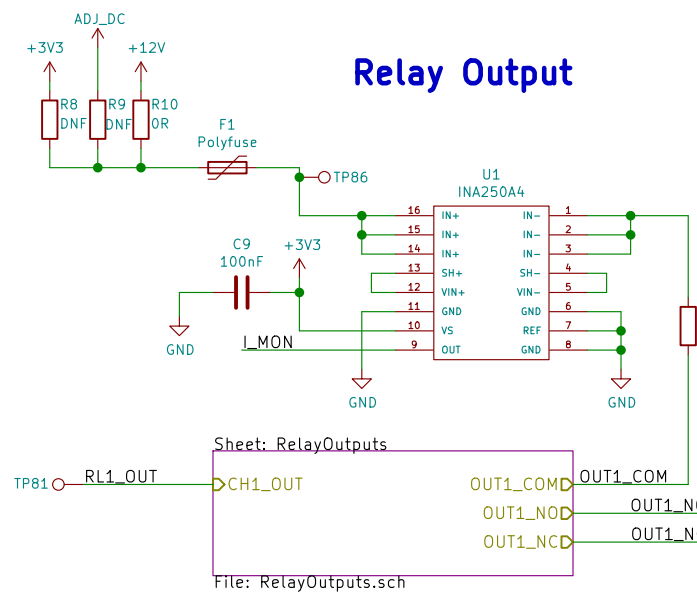 ADJ_DC
+3V3
+12V
Relay Output
R8
DNF
R9
DNF
R10
0R
F1
Polyfuse
TP86
U1
INA250A4
16 IN+ IN- 1
15 IN+ IN- 2
14 IN+ IN- 3
13 SH+ SH- 4
12 VIN+ VIN- 5
11 GND GND 6
10 VS REF 7
9 OUT GND 8
C9
100nF
+3V3
GND
I_MON
GND
GND
Sheet: RelayOutputs
TP81
RL1_OUT
CH1_OUT
OUT1_COM
OUT1_COM
OUT1_NO
OUT1_N
OUT1_NC
OUT1_N
File: RelayOutputs.sch